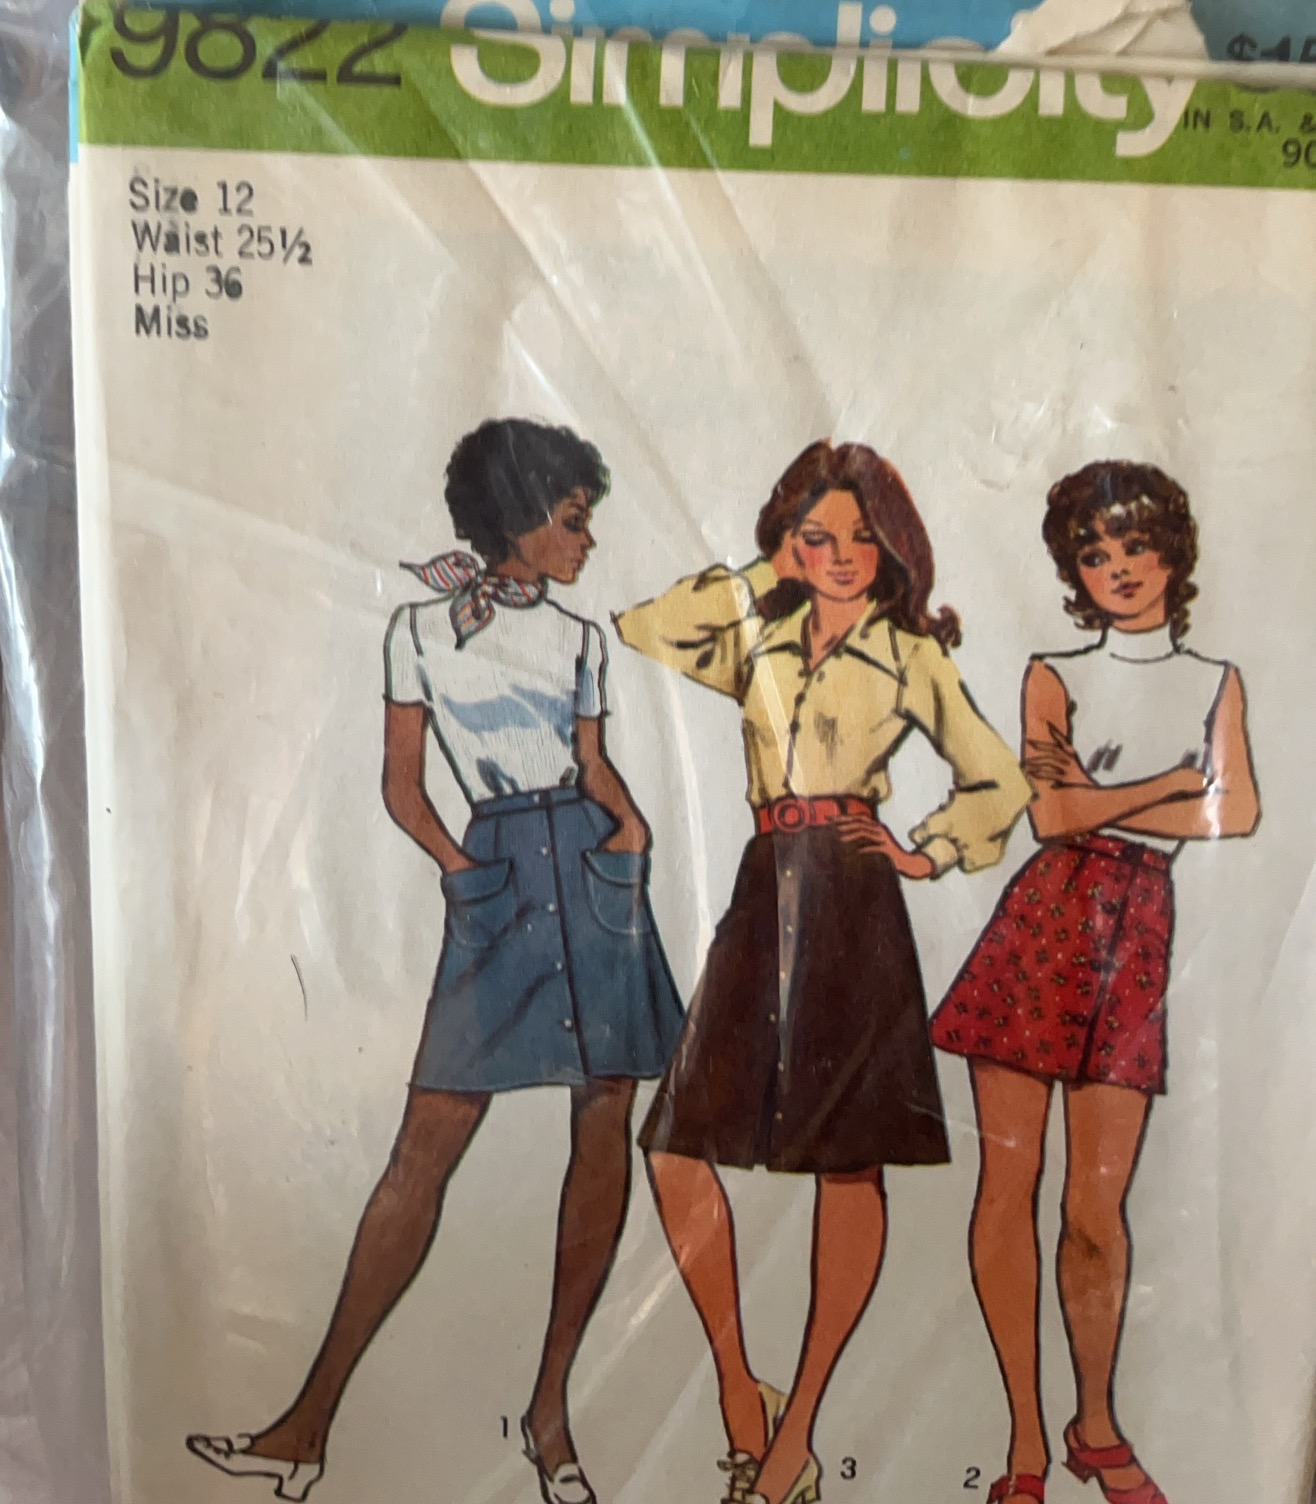 9822 Simplicity
IN S.A. &
Size 12
Waist 25½
Hip 36
Miss
1
3
2